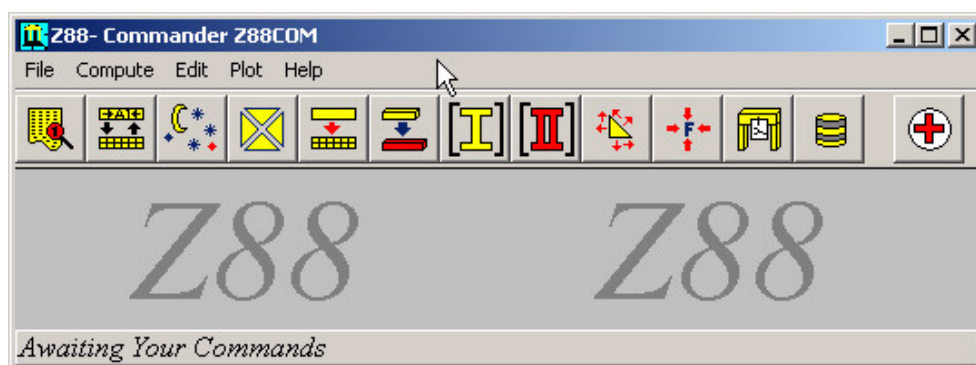 Z88- Commander Z88COM
File Compute Edit Plot Help
Z88 Z88
Awaiting Your Commands